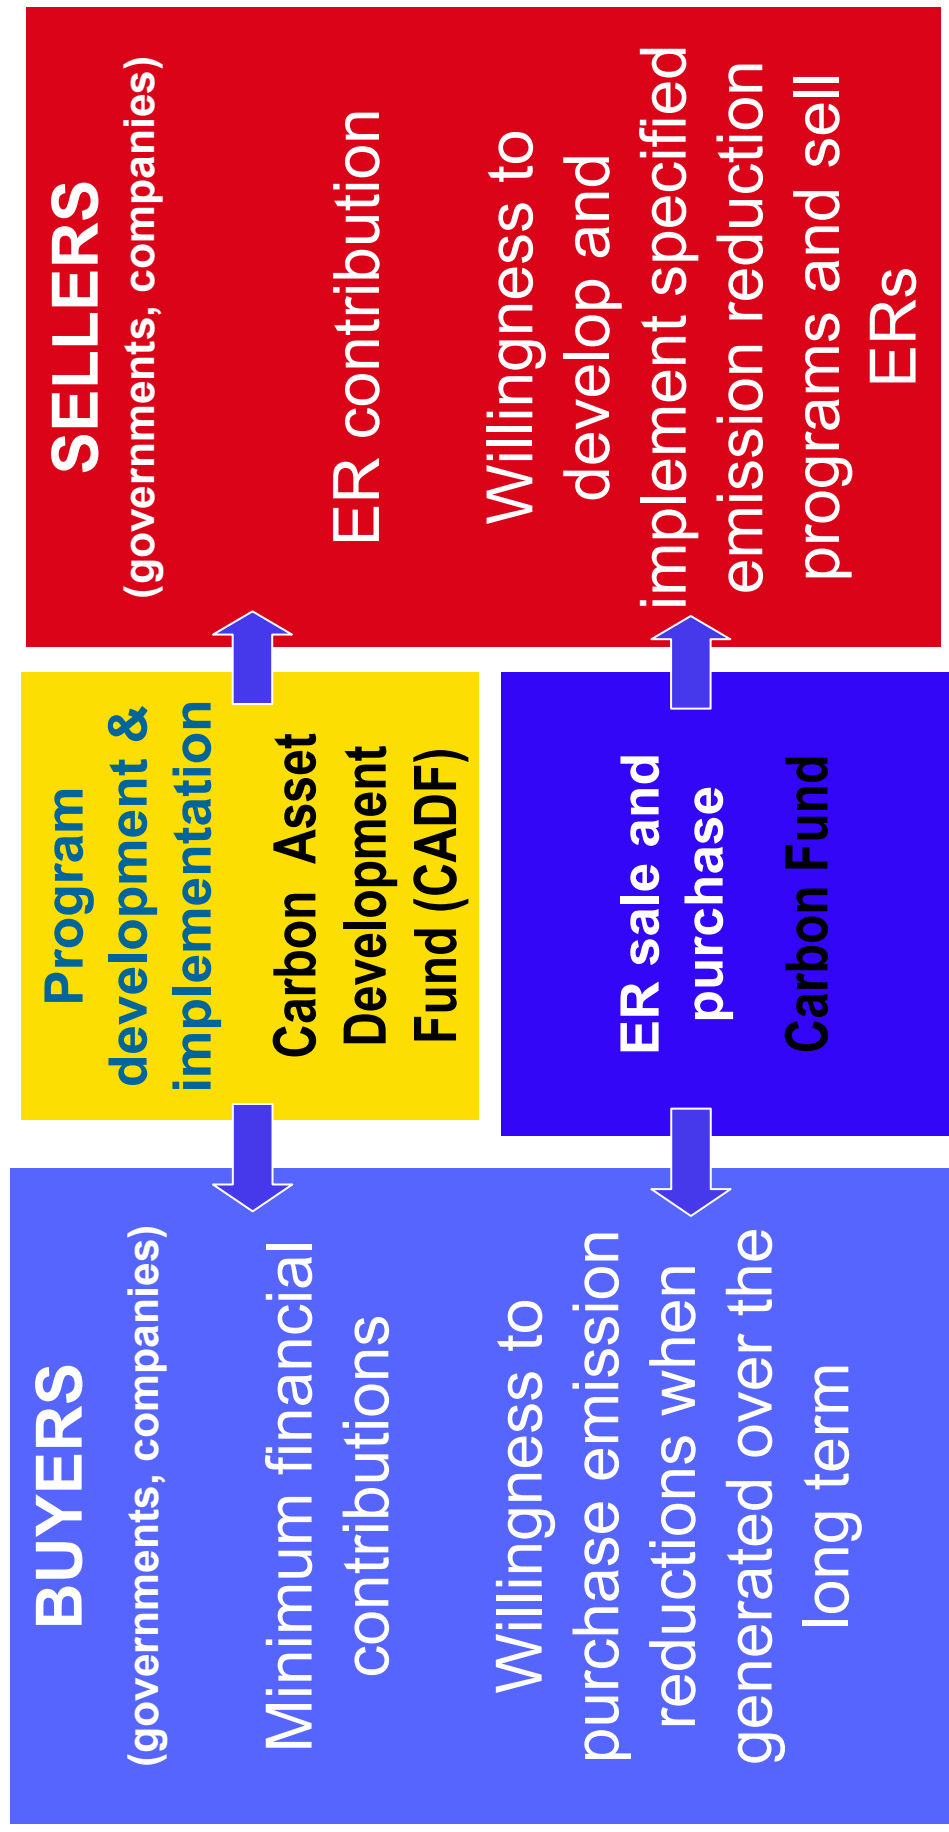 BUYERS
(governments, companies)
Minimum financial
contributions
Willingness to
purchase emission
reductions when
generated over the
long term
Program
development &
implementation
Carbon Asset
Development
Fund (CADF)
ER sale and
purchase
Carbon Fund
SELLERS
(governments, companies)
ER contribution
Willingness to
develop and
implement specified
emission reduction
programs and sell
ERs